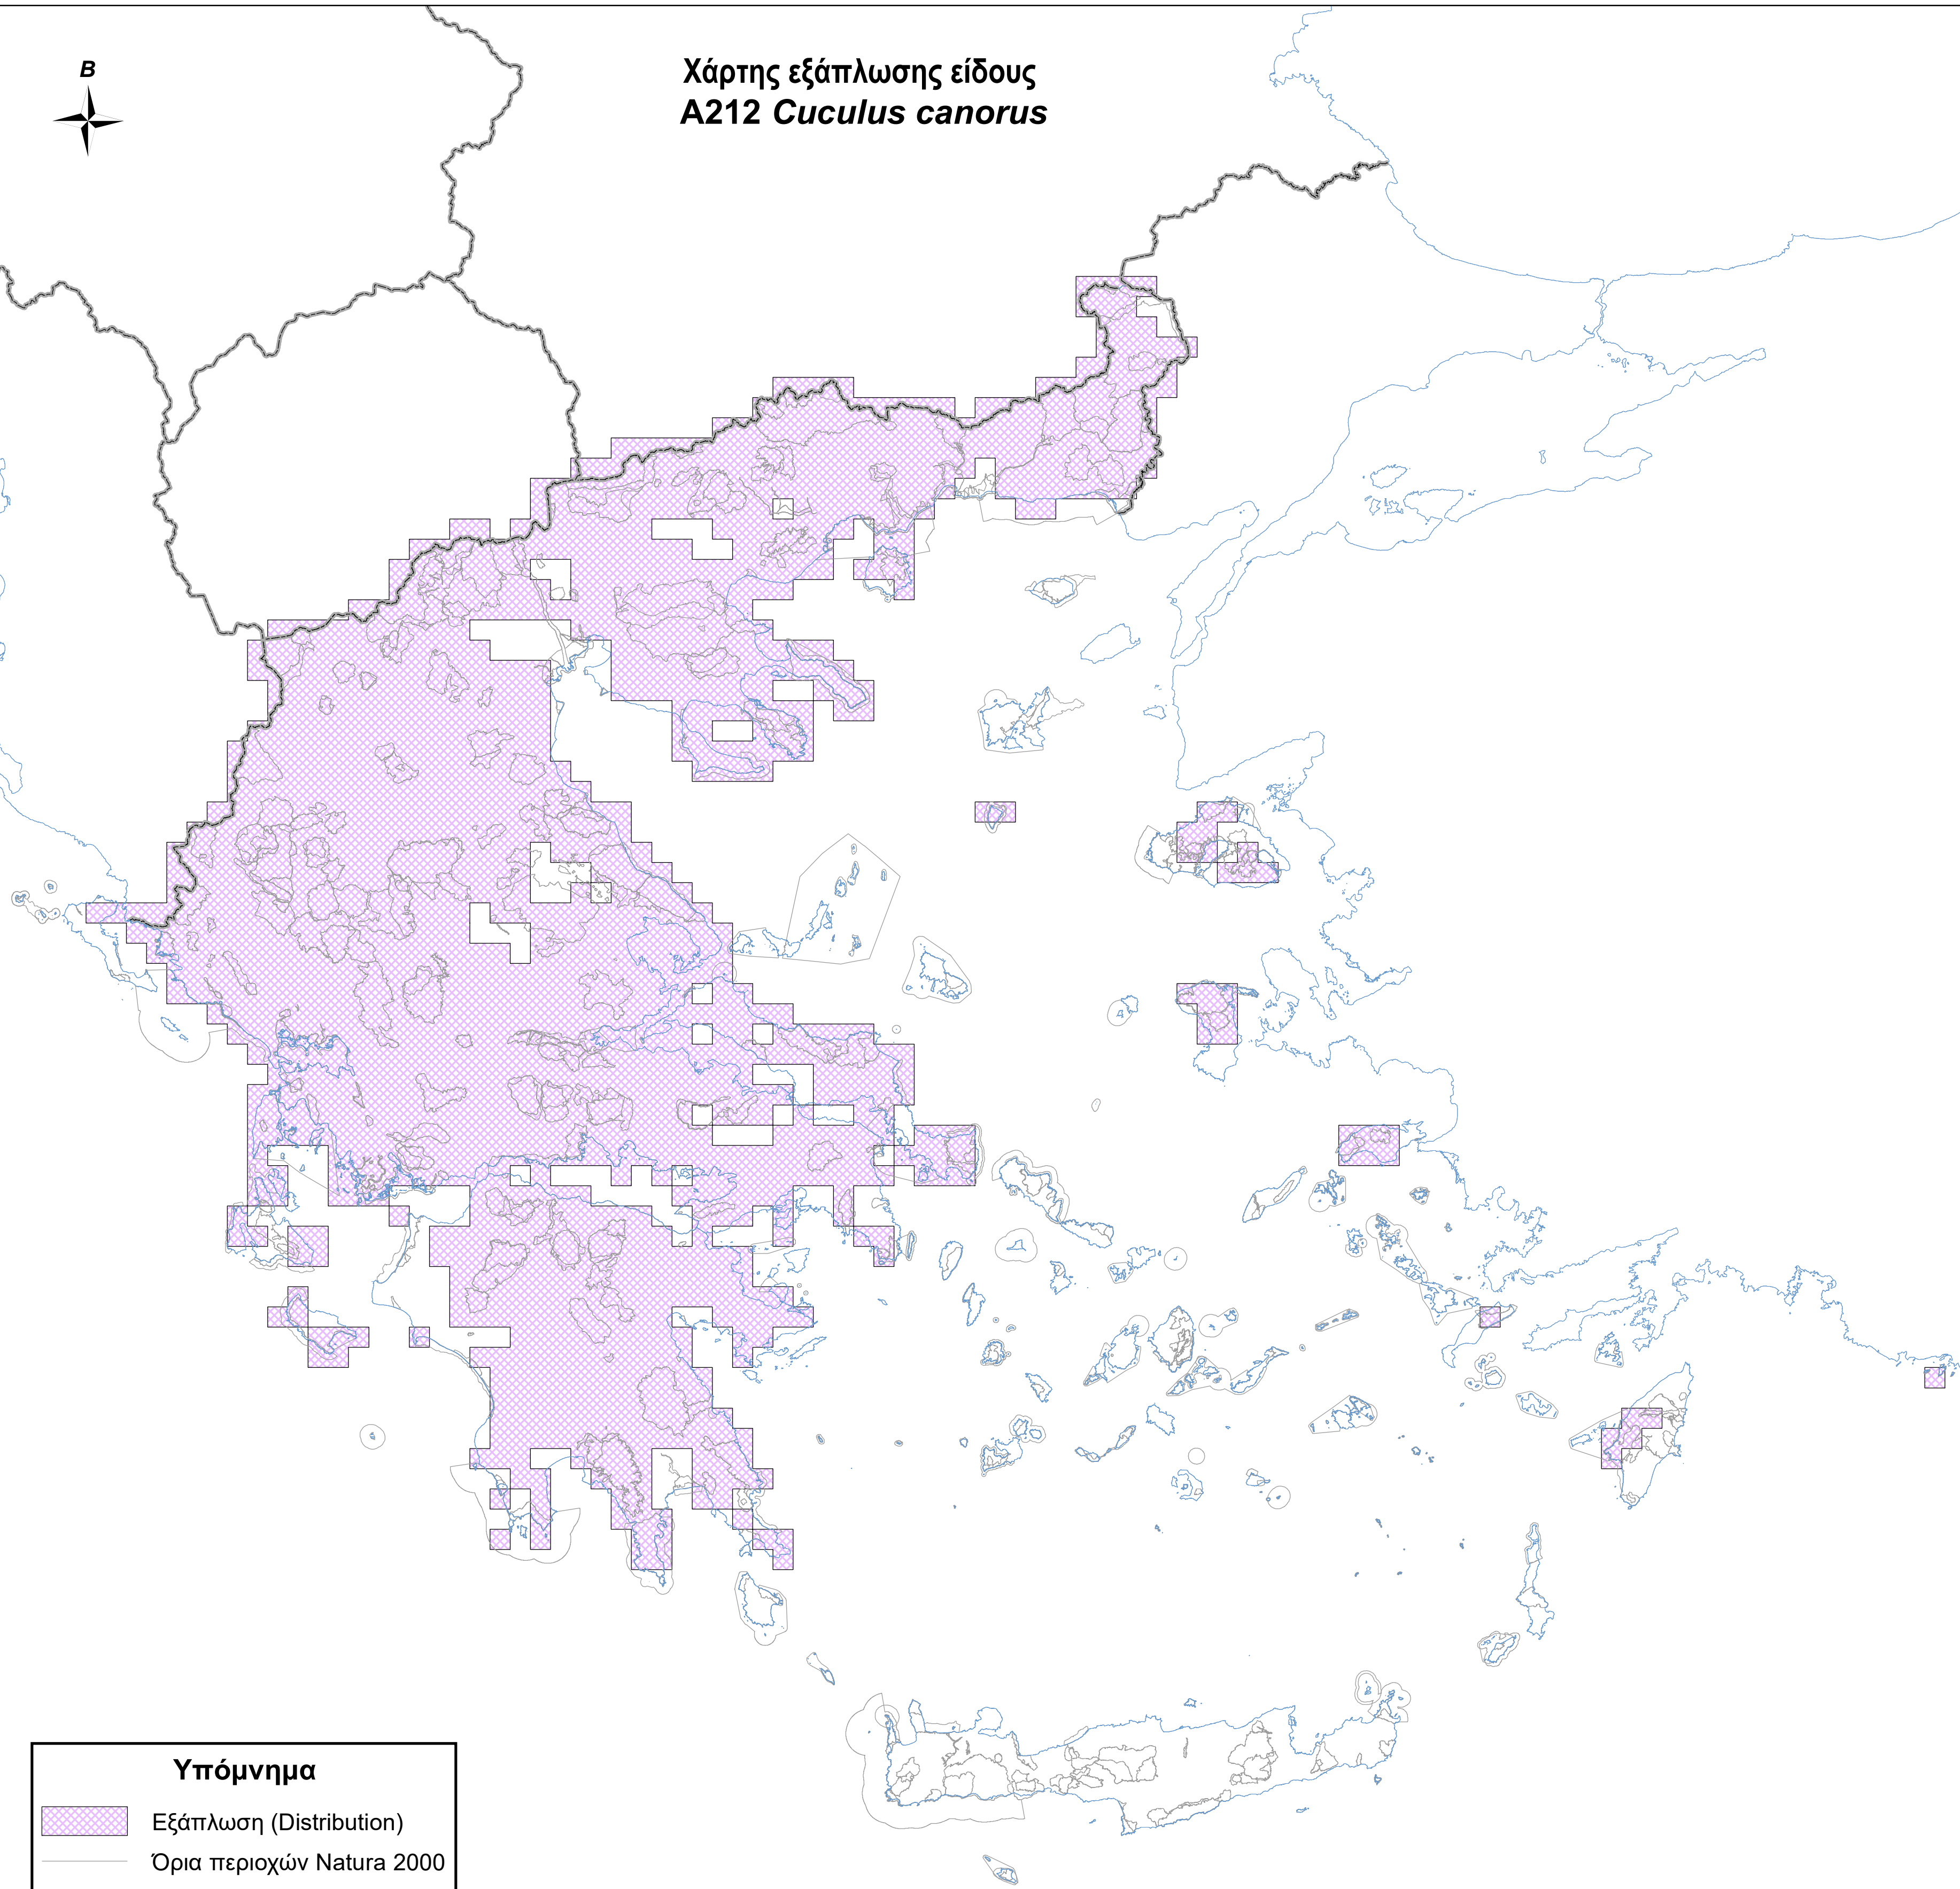 B
Χάρτης εξάπλωσης είδους
A212 Cuculus canorus
Υπόμνημα
Εξάπλωση (Distribution)
Όρια περιοχών Natura 2000